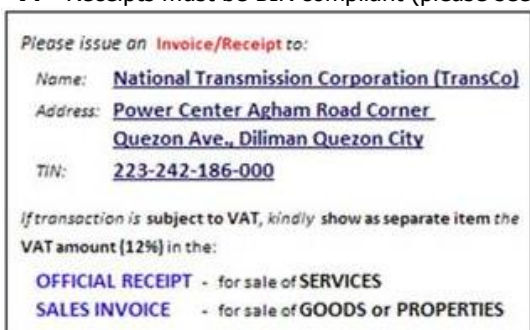 Receipts must be BIR compliant (please see
Please issue an Invoice/Receipt to:
Name: National Transmission Corporation (TransCo)
Address: Power Center Agham Road Corner
Quezon Ave., Diliman Quezon City
TIN: 223-242-186-000
If transaction is subject to VAT, kindly show as separate item the
VAT amount (12%) in the:
OFFICIAL RECEIPT - for sale of SERVICES
SALES INVOICE - for sale of GOODS or PROPERTIES